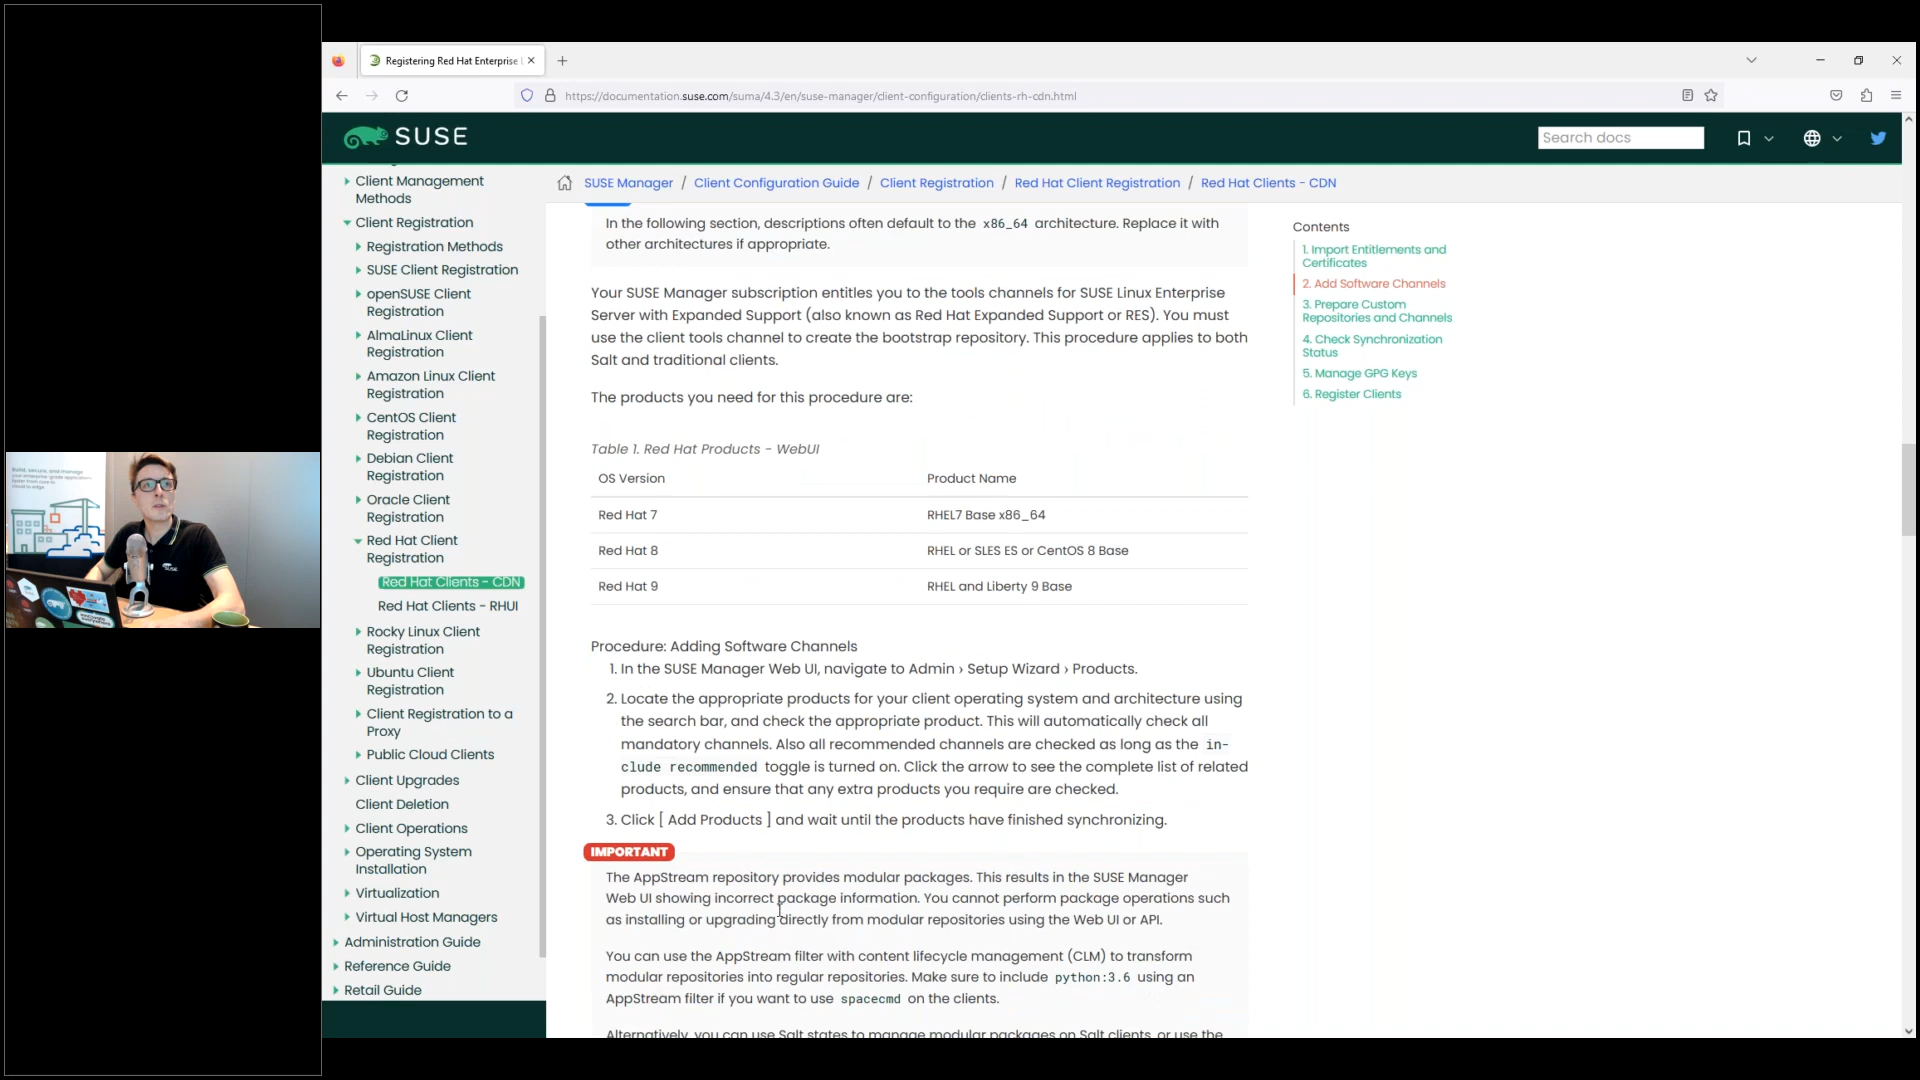 Registering Red Hat Enterprise L
https://documentation.suse.com/suma/4.3/en/suse-manager/client-configuration/clients-rh-cdn.html
SUSE
Search docs
Client Management
Methods
Client Registration
Registration Methods
SUSE Client Registration
openSUSE Client
Registration
AlmaLinux Client
Registration
Amazon Linux Client
Registration
CentOS Client
Registration
Debian Client
Registration
Oracle Client
Registration
Red Hat Client
Registration
Red Hat Clients - CDN
Red Hat Clients - RHUI
Rocky Linux Client
Registration
Ubuntu Client
Registration
Client Registration to a
Proxy
Public Cloud Clients
Client Upgrades
Client Deletion
Client Operations
Operating System
Installation
Virtualization
Virtual Host Managers
Administration Guide
Reference Guide
Retail Guide
SUSE Manager / Client Configuration Guide / Client Registration / Red Hat Client Registration / Red Hat Clients - CDN
In the following section, descriptions often default to the x86_64 architecture. Replace it with
other architectures if appropriate.
Your SUSE Manager subscription entitles you to the tools channels for SUSE Linux Enterprise
Server with Expanded Support (also known as Red Hat Expanded Support or RES). You must
use the client tools channel to create the bootstrap repository. This procedure applies to both
Salt and traditional clients.
The products you need for this procedure are:
Table 1. Red Hat Products - WebUI
OS Version Product Name
Red Hat 7 RHEL7 Base x86_64
Red Hat 8 RHEL or SLES ES or CentOS 8 Base
Red Hat 9 RHEL and Liberty 9 Base
Procedure: Adding Software Channels
1. In the SUSE Manager Web UI, navigate to Admin › Setup Wizard › Products.
2. Locate the appropriate products for your client operating system and architecture using
the search bar, and check the appropriate product. This will automatically check all
mandatory channels. Also all recommended channels are checked as long as the in-
clude recommended toggle is turned on. Click the arrow to see the complete list of related
products, and ensure that any extra products you require are checked.
3. Click [ Add Products ] and wait until the products have finished synchronizing.
IMPORTANT
The AppStream repository provides modular packages. This results in the SUSE Manager
Web UI showing incorrect package information. You cannot perform package operations such
as installing or upgrading directly from modular repositories using the Web UI or API.
You can use the AppStream filter with content lifecycle management (CLM) to transform
modular repositories into regular repositories. Make sure to include python:3.6 using an
AppStream filter if you want to use spacecmd on the clients.
Alternatively, you can use Salt states to manage modular packages on Salt clients, or use the
Contents
1. Import Entitlements and
Certificates
2. Add Software Channels
3. Prepare Custom
Repositories and Channels
4. Check Synchronization
Status
5. Manage GPG Keys
6. Register Clients